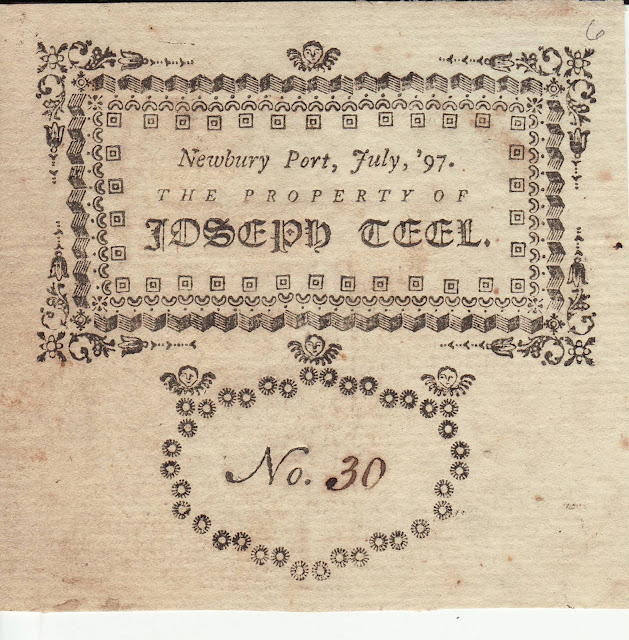 6
Newbury Port, July, '97.
THE PROPERTY OF
JOSEPH TEEL.
No. 30